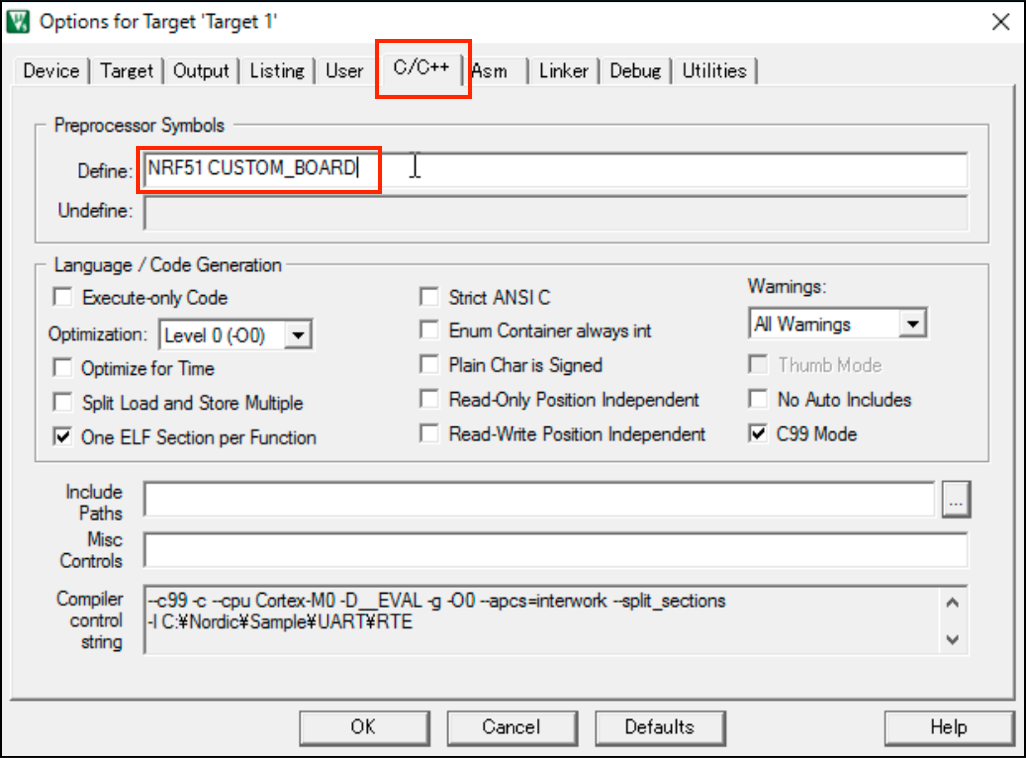 Options for Target 'Target 1'
Device Target Output Listing User C/C++ Asm Linker Debug Utilities
Preprocessor Symbols
Define: NRF51 CUSTOM_BOARD
Undefine:
Language / Code Generation
Execute-only Code
Optimization: Level 0 (-O0)
Optimize for Time
Split Load and Store Multiple
One ELF Section per Function
Strict ANSI C
Enum Container always int
Plain Char is Signed
Read-Only Position Independent
Read-Write Position Independent
Warnings:
All Warnings
Thumb Mode
No Auto Includes
C99 Mode
Include
Paths
...
Misc
Controls
Compiler
control
string
--c99 -c --cpu Cortex-M0 -D__EVAL -g -O0 --apcs=interwork --split_sections
-I C:¥Nordic¥Sample¥UART¥RTE
OK Cancel Defaults Help